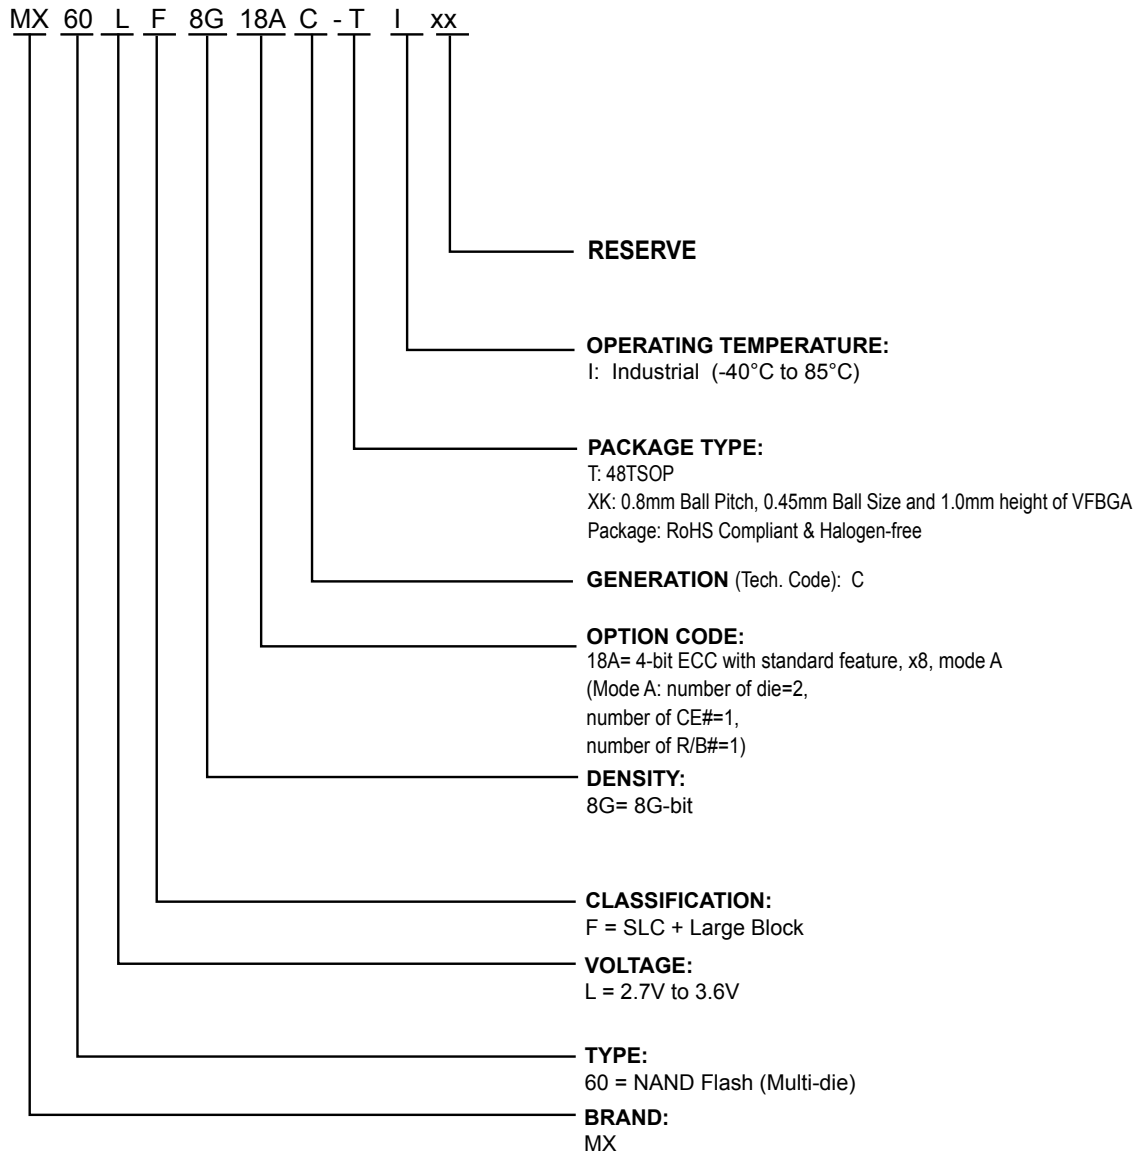 MX 60 L F 8G 18A C - T I xx
RESERVE
OPERATING TEMPERATURE:
I: Industrial (-40°C to 85°C)
PACKAGE TYPE:
T: 48TSOP
XK: 0.8mm Ball Pitch, 0.45mm Ball Size and 1.0mm height of VFBGA
Package: RoHS Compliant & Halogen-free
GENERATION (Tech. Code): C
OPTION CODE:
18A= 4-bit ECC with standard feature, x8, mode A
(Mode A: number of die=2,
number of CE#=1,
number of R/B#=1)
DENSITY:
8G= 8G-bit
CLASSIFICATION:
F = SLC + Large Block
VOLTAGE:
L = 2.7V to 3.6V
TYPE:
60 = NAND Flash (Multi-die)
BRAND:
MX